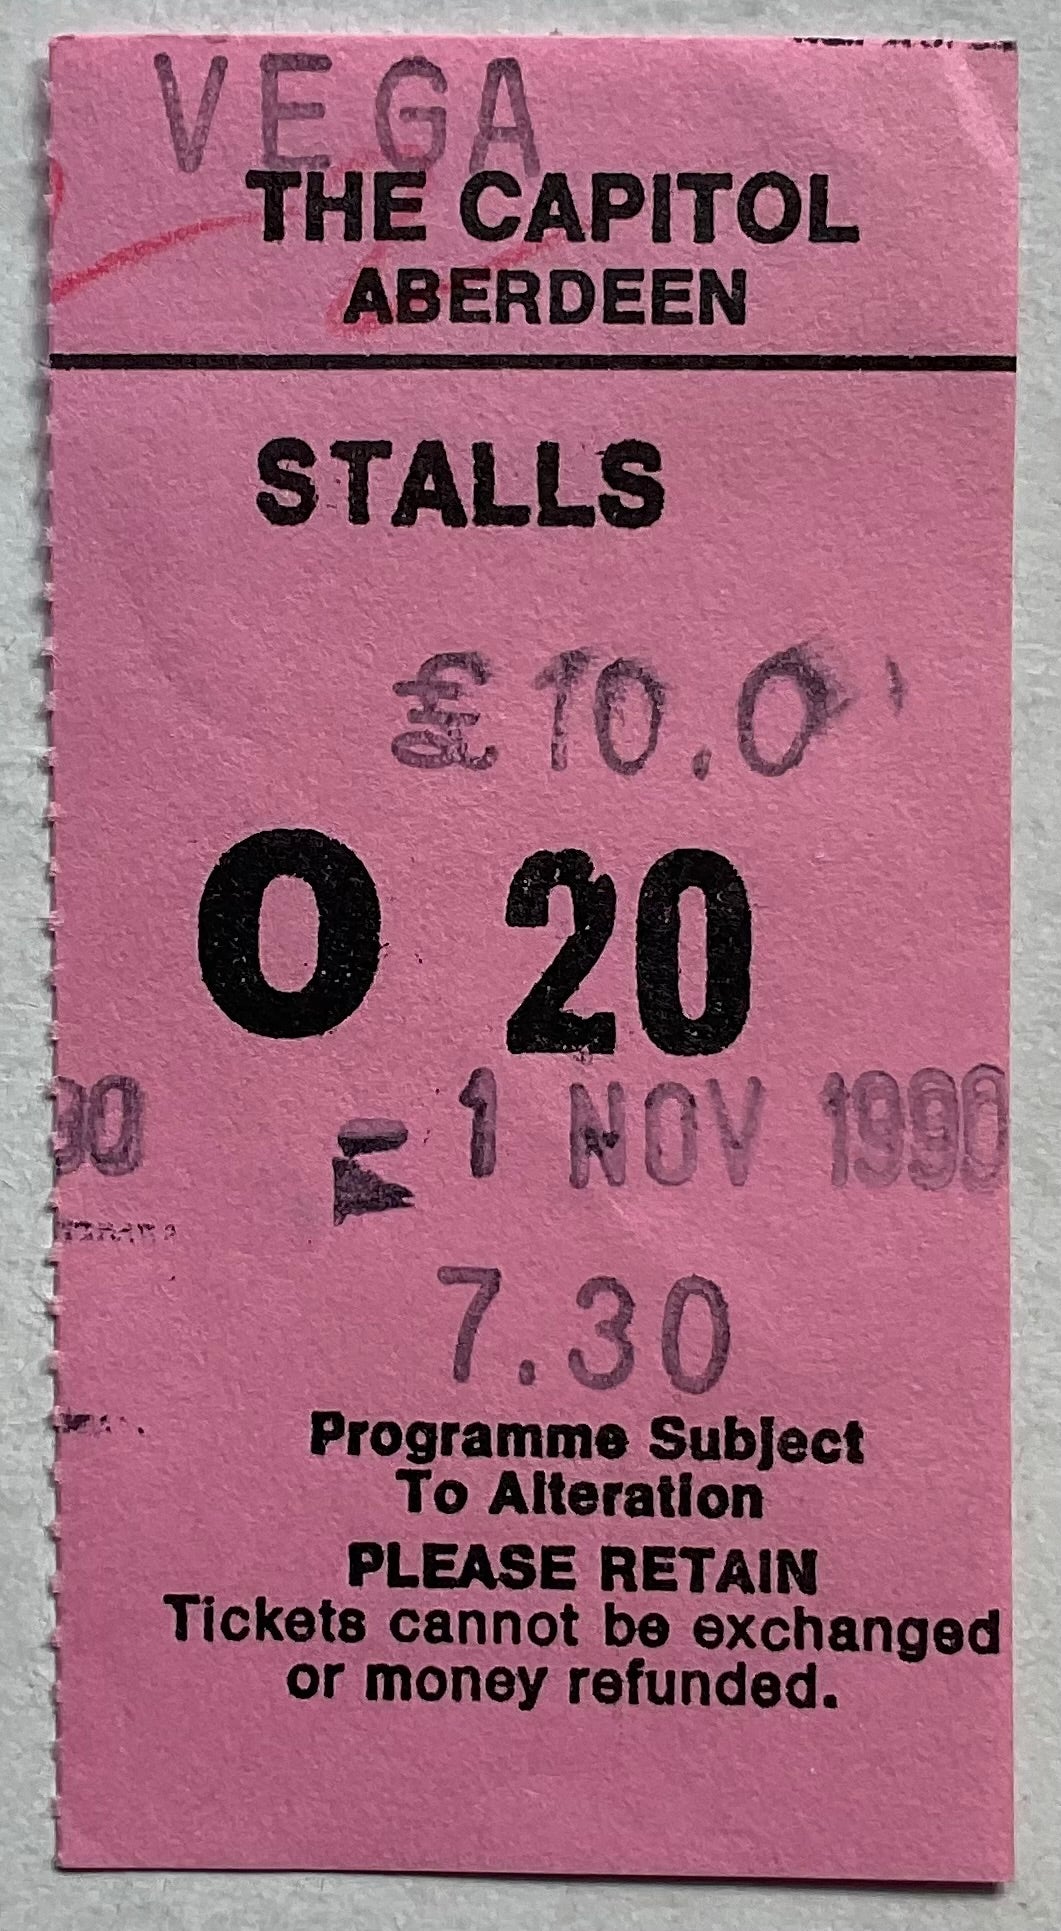 VEGA
THE CAPITOL
ABERDEEN
STALLS
£10.0
O 20
90 - 1 NOV 1990
7.30
Programme Subject
To Alteration
PLEASE RETAIN
Tickets cannot be exchanged
or money refunded.